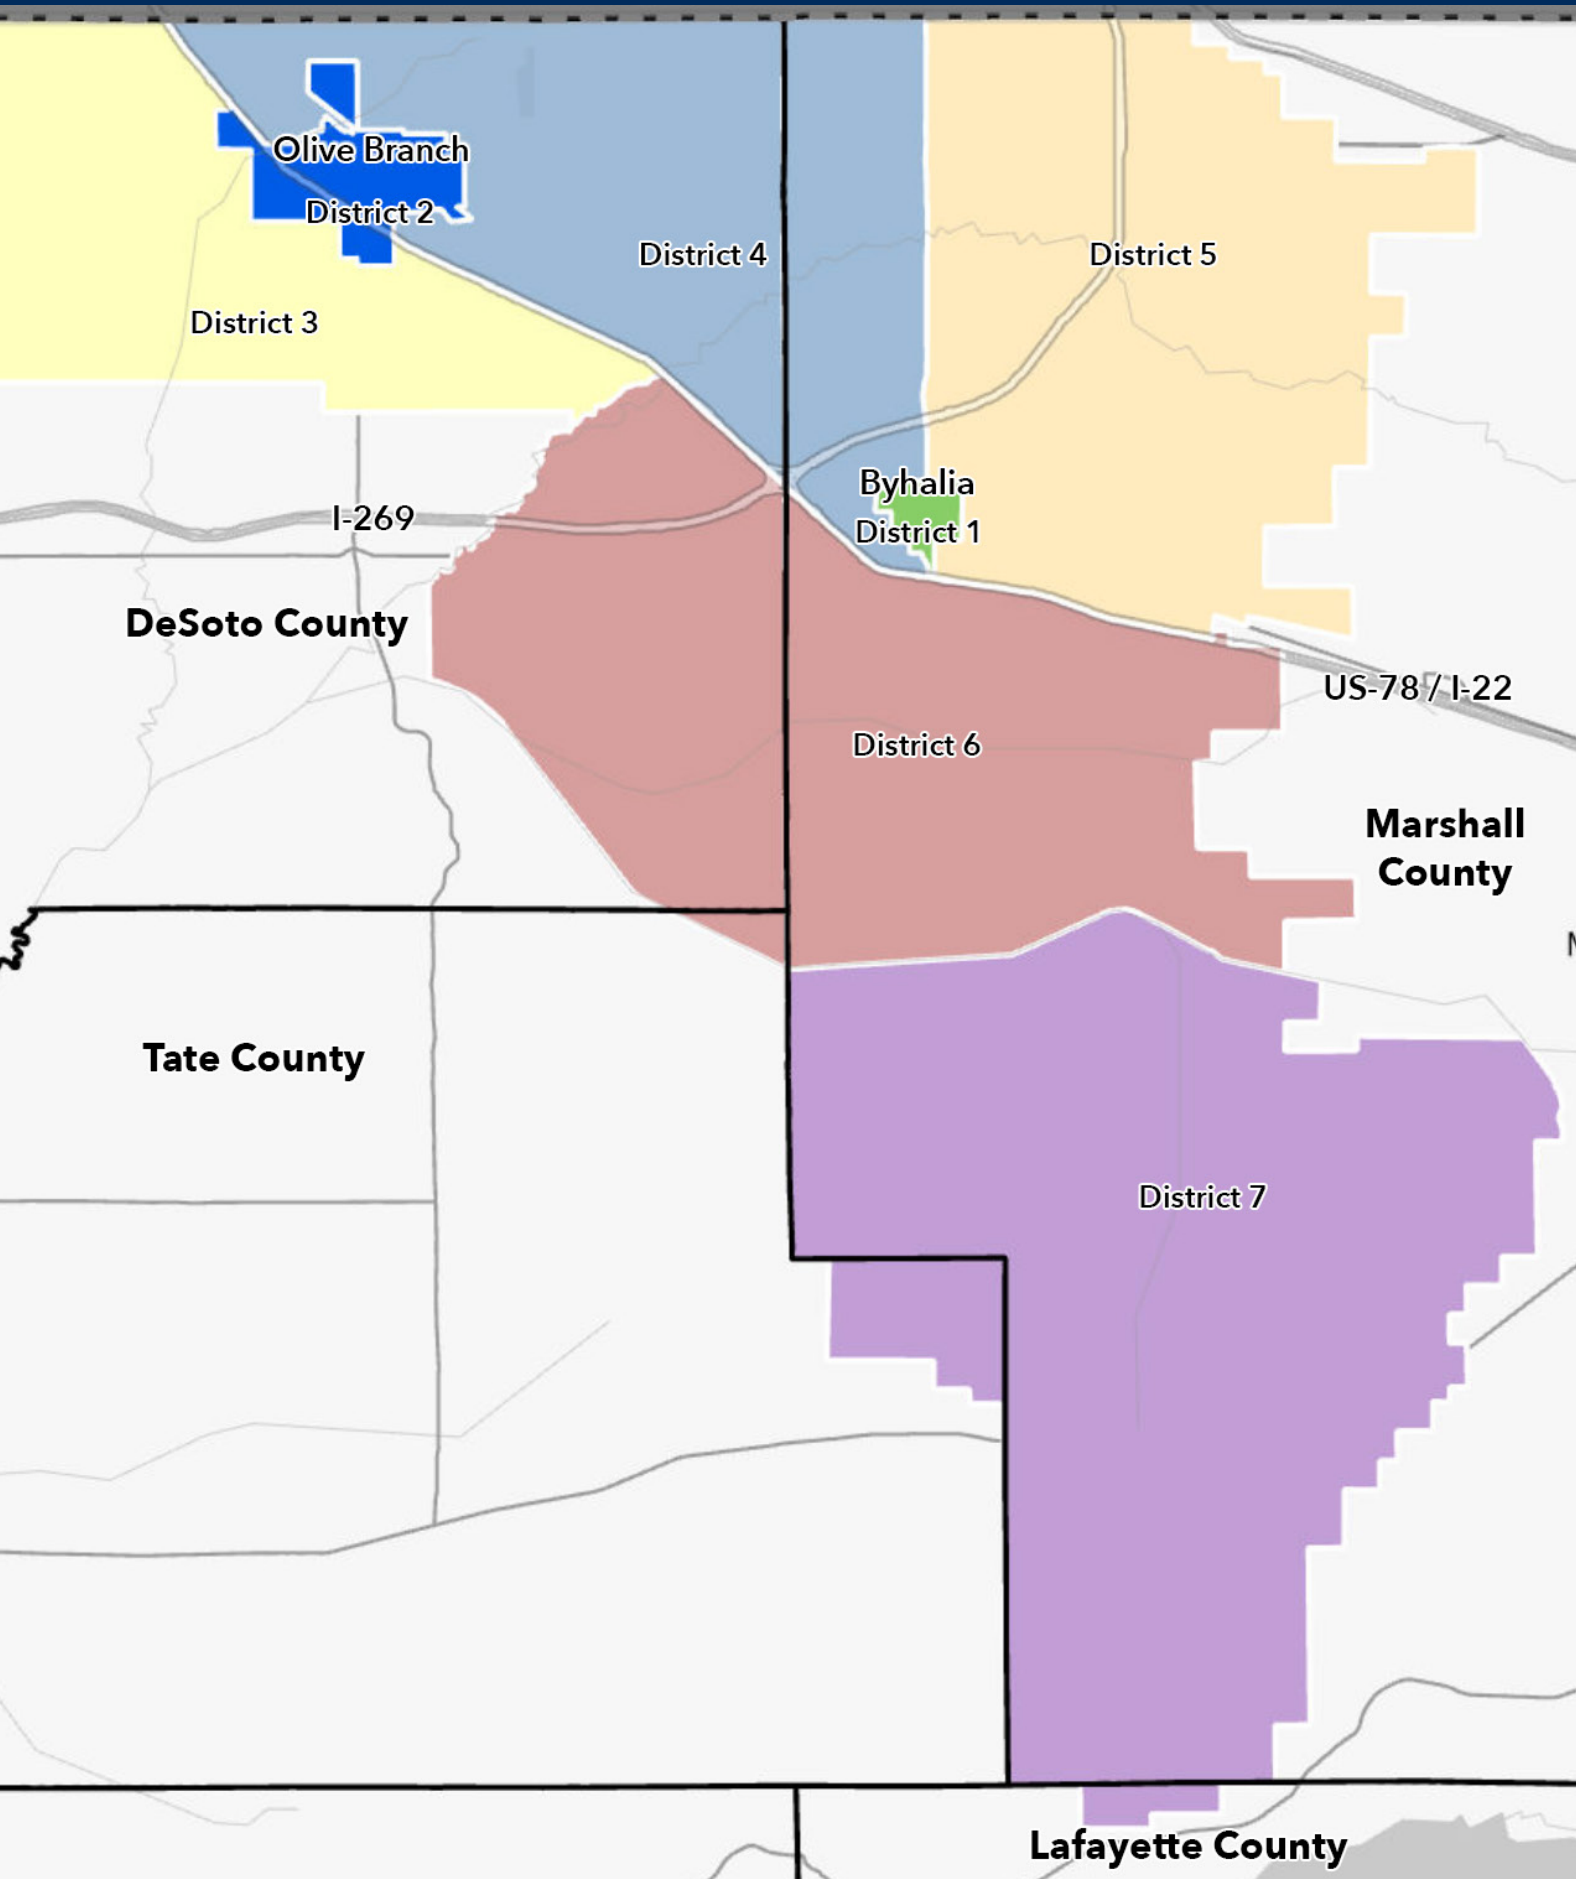 Olive Branch
District 2
District 4
District 5
District 3
Byhalia
District 1
I-269
DeSoto County
US-78 / I-22
District 6
Marshall
County
Tate County
District 7
Lafayette County